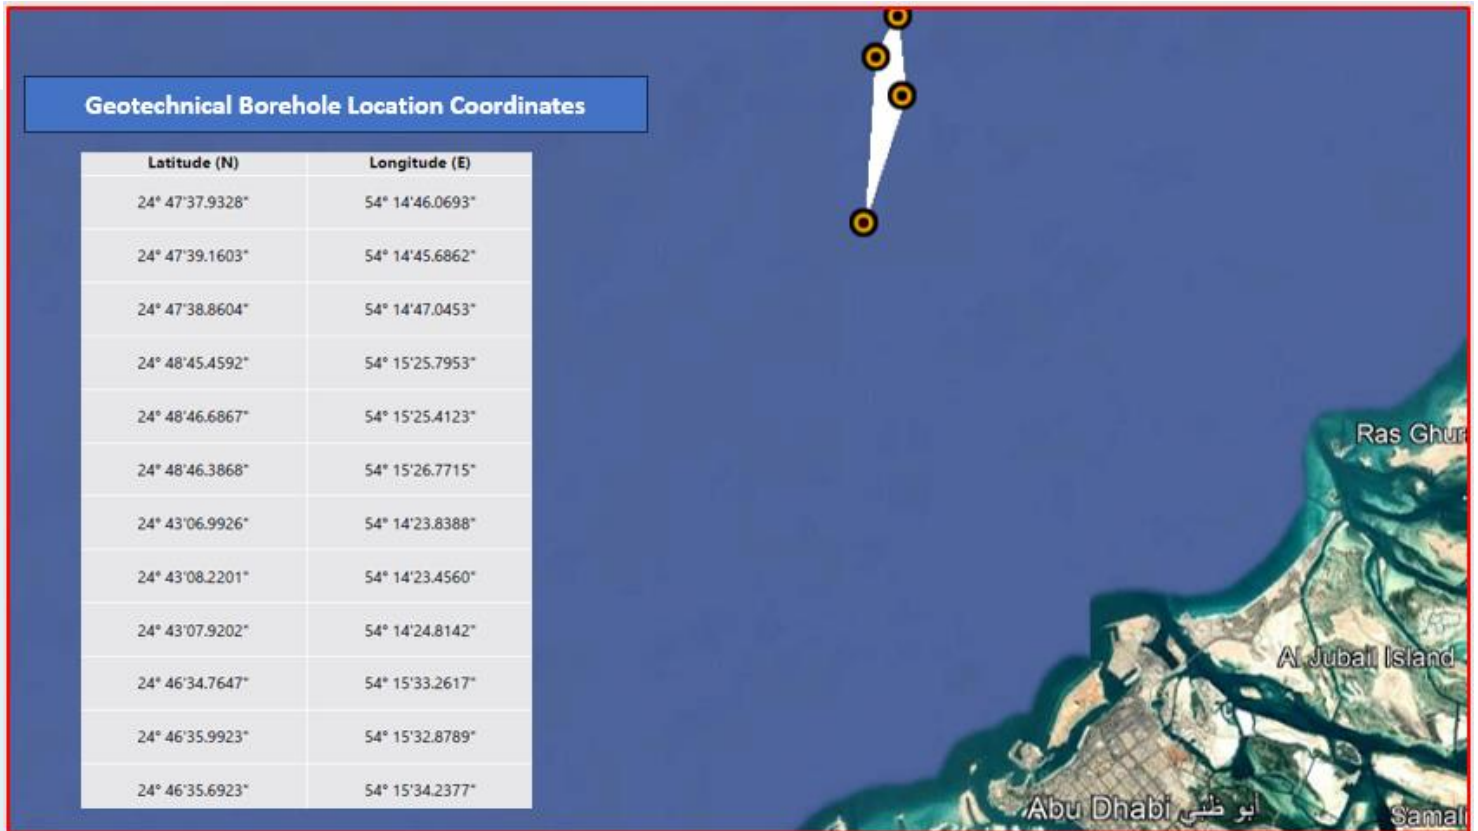 Geotechnical Borehole Location Coordinates
Latitude (N) Longitude (E)
24° 47'37.9328" 54° 14'46.0693"
24° 47'39.1603" 54° 14'45.6862"
24° 47'38.8604" 54° 14'47.0453"
24° 48'45.4592" 54° 15'25.7953"
24° 48'46.6867" 54° 15'25.4123"
24° 48'46.3868" 54° 15'26.7715"
24° 43'06.9926" 54° 14'23.8388"
24° 43'08.2201" 54° 14'23.4560"
24° 43'07.9202" 54° 14'24.8142"
24° 46'34.7647" 54° 15'33.2617"
24° 46'35.9923" 54° 15'32.8789"
24° 46'35.6923" 54° 15'34.2377"
Ras Ghur
Al Jubail Island
Abu Dhabi أبو ظبي
Samal